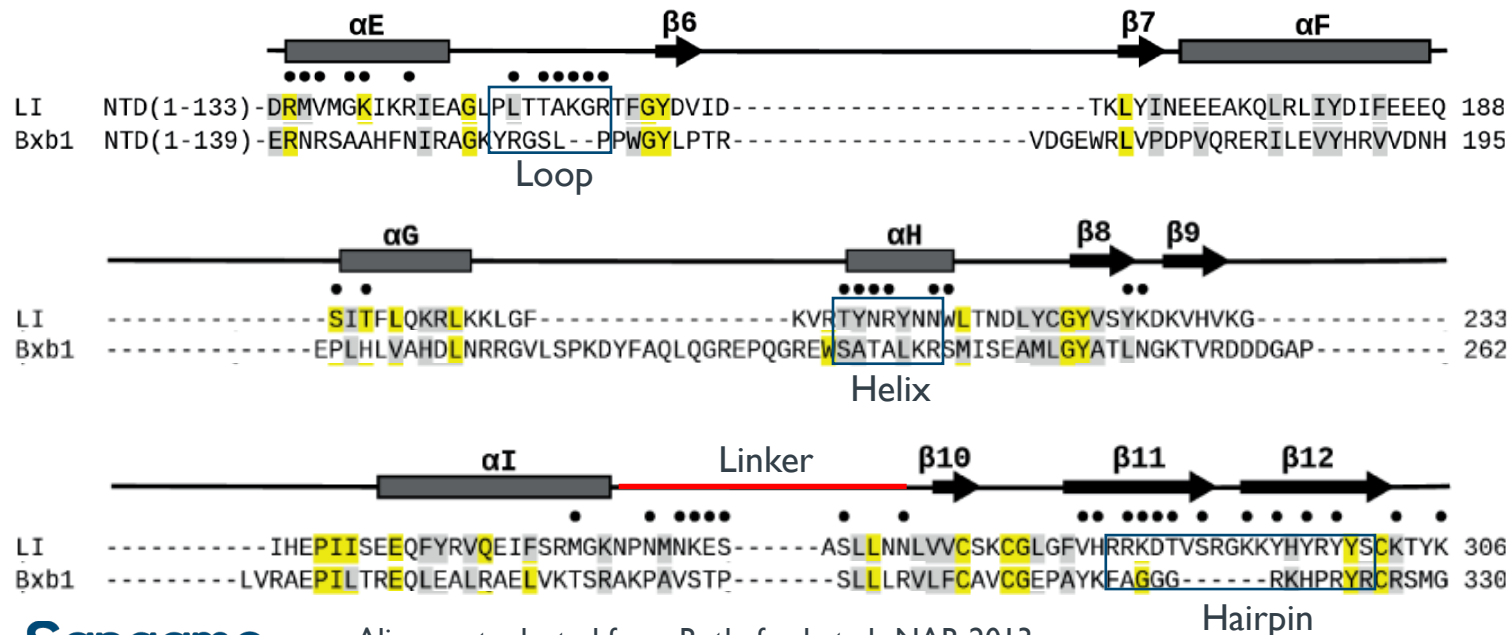 αE β6 β7 αF
LI NTD(1-133)-DRMVMGKIKRIEAGLPLTTAKGRTFGYDVID------------------------TKLYINEEEAKQLRLIYDIFEEEQ 188
Bxb1 NTD(1-139)-ERNRSAAHFNIRAGKYRGSL--PPWGYLPTR--------------------VDGEWRLVPDPVQRERILEVYHRVVDNH 195
Loop
αG αH β8 β9
LI ---------------SITFLQKRLKKLGF-----------------KVRTYNRYNNWLTNDLYCGYVSYKDKVHVKG------------- 233
Bxb1 --------------EPLHLVAHDLNRRGVLSPKDYFAQLQGREPQGREWSATALKRSMISEAMLGYATLNGKTVRDDDGAP--------- 262
Helix
αI Linker β10 β11 β12
LI -----------IHEPIISEEQFYRVQEIFSRMGKNPNMNKES------ASLLNNLVVCSKCGLGFVHRRKDTVSRGKKYHYRYYSCKTYK 306
Bxb1 ---------LVRAEPILTREQLEALRAELVKTSRAKPAVSTP-------SLLLRVLFCAVCGEPAYKFAGGG------RKHPRYRCRSMG 330
Hairpin